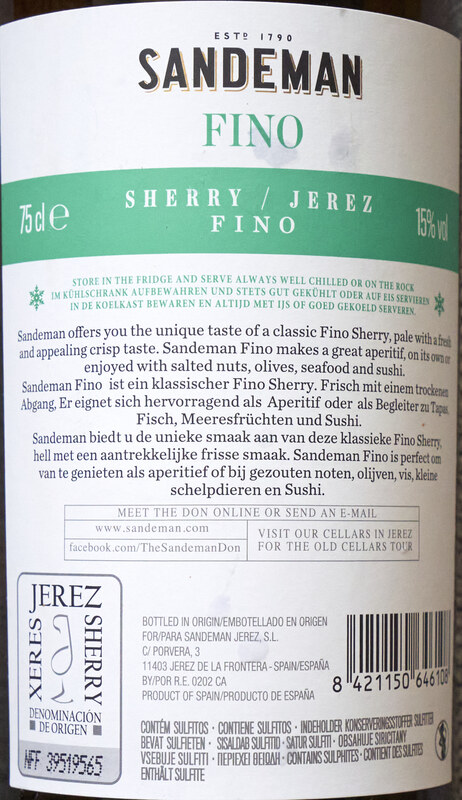 ESTD 1790
SANDEMAN
FINO
75 cl e
SHERRY / JEREZ
FINO
15% vol
STORE IN THE FRIDGE AND SERVE ALWAYS WELL CHILLED OR ON THE ROCK
IM KÜHLSCHRANK AUFBEWAHREN UND STETS GUT GEKÜHLT ODER AUF EIS SERVIEREN
IN DE KOELKAST BEWAREN EN ALTIJD MET IJS OF GOED GEKOELD SERVEREN.
Sandeman offers you the unique taste of a classic Fino Sherry, pale with a fresh
and appealing crisp taste. Sandeman Fino makes a great aperitif, on its own or
enjoyed with salted nuts, olives, seafood and sushi.
Sandeman Fino ist ein klassischer Fino Sherry. Frisch mit einem trockenen
Abgang, Er eignet sich hervorragend als Aperitif oder als Begleiter zu Tapas,
Fisch, Meeresfrüchten und Sushi.
Sandeman biedt u de unieke smaak aan van deze klassieke Fino Sherry,
hell met een aantrekkelijke frisse smaak. Sandeman Fino is perfect om
van te genieten als aperitief of bij gezouten noten, olijven, vis, kleine
schelpdieren en Sushi.
MEET THE DON ONLINE OR SEND AN E-MAIL
www.sandeman.com
facebook.com/TheSandemanDon
VISIT OUR CELLARS IN JEREZ
FOR THE OLD CELLARS TOUR
XERES
JEREZ
SHERRY
DENOMINACIÓN
DE ORIGEN
NFF 39519565
BOTTLED IN ORIGIN/EMBOTELLADO EN ORIGEN
FOR/PARA SANDEMAN JEREZ, S.L.
C/ PORVERA, 3
11403 JEREZ DE LA FRONTERA - SPAIN/ESPAÑA
BY/POR R.E. 0202 CA
PRODUCT OF SPAIN/PRODUCTO DE ESPAÑA
8 421150 646108
CONTÉM SULFITOS · CONTIENE SULFITOS · INDEHOLDER KONSERVERINGSSTOFFER SULFITTER
BEVAT SULFIETEN · SISALDAB SULFITIID · SATUR SULFITI · OBSAHUJE SIRICITANY
VSEBUJE SULFITI · ΠΕΡΙΕΧΕΙ ΘΕΙΩΔΗ · CONTAINS SULPHITES · CONTIENT DES SULFITES
ENTHÄLT SULFITE